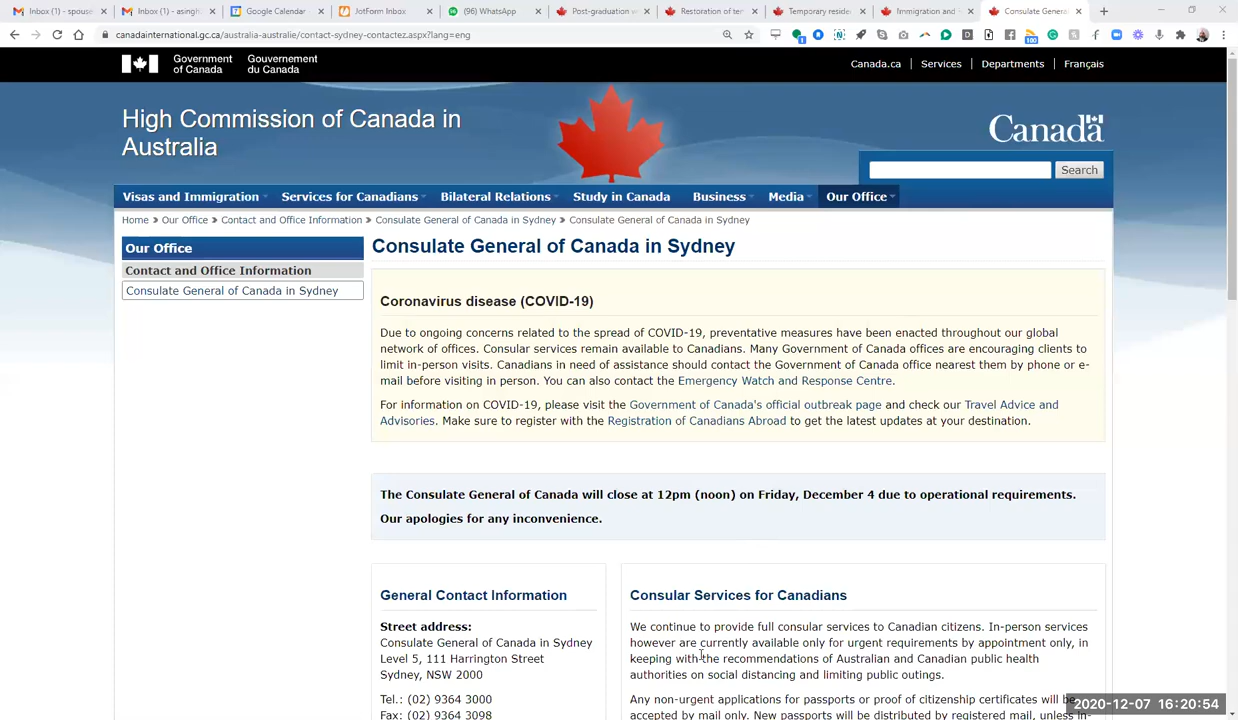 Inbox (1) - spouse
Inbox (1) - asingh
Google Calendar
JotForm Inbox
(96) WhatsApp
Post-graduation w
Restoration of tem
Temporary reside
Immigration and
Consulate General
canadainternational.gc.ca/australia-australie/contact-sydney-contactez.aspx?lang=eng
Government of Canada
Gouvernement du Canada
Canada.ca | Services | Departments | Français
High Commission of Canada in
Australia
Canada
Search
Visas and Immigration
Services for Canadians
Bilateral Relations
Study in Canada
Business
Media
Our Office
Home » Our Office » Contact and Office Information » Consulate General of Canada in Sydney » Consulate General of Canada in Sydney
Our Office
Contact and Office Information
Consulate General of Canada in Sydney
Consulate General of Canada in Sydney
Coronavirus disease (COVID-19)
Due to ongoing concerns related to the spread of COVID-19, preventative measures have been enacted throughout our global
network of offices. Consular services remain available to Canadians. Many Government of Canada offices are encouraging clients to
limit in-person visits. Canadians in need of assistance should contact the Government of Canada office nearest them by phone or e-
mail before visiting in person. You can also contact the Emergency Watch and Response Centre.
For information on COVID-19, please visit the Government of Canada's official outbreak page and check our Travel Advice and
Advisories. Make sure to register with the Registration of Canadians Abroad to get the latest updates at your destination.
The Consulate General of Canada will close at 12pm (noon) on Friday, December 4 due to operational requirements.
Our apologies for any inconvenience.
General Contact Information
Street address:
Consulate General of Canada in Sydney
Level 5, 111 Harrington Street
Sydney, NSW 2000
Tel.: (02) 9364 3000
Fax: (02) 9364 3098
Consular Services for Canadians
We continue to provide full consular services to Canadian citizens. In-person services
however are currently available only for urgent requirements by appointment only, in
keeping with the recommendations of Australian and Canadian public health
authorities on social distancing and limiting public outings.
Any non-urgent applications for passports or proof of citizenship certificates will be
accepted by mail only. New passports will be distributed by registered mail, unless in-
2020-12-07 16:20:54